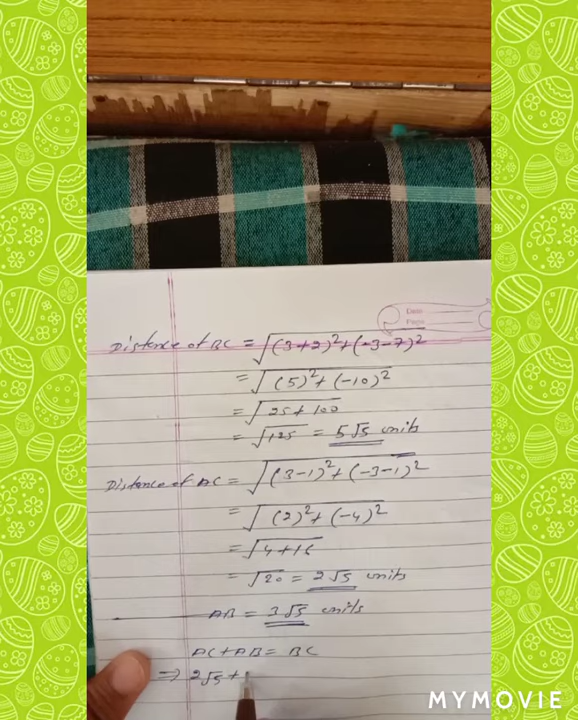 Date
Page
Distance of BC = √(3+2)²+(-3-7)²
= √(5)²+(-10)²
= √25+100
= √125 = 5√5 units
Distance of AC = √(3-1)²+(-3-1)²
= √(2)²+(-4)²
= √4+16
= √20 = 2√5 units
AB = 3√5 units
AC+AB = BC
⇒ 2√5 +
MYMOVIE